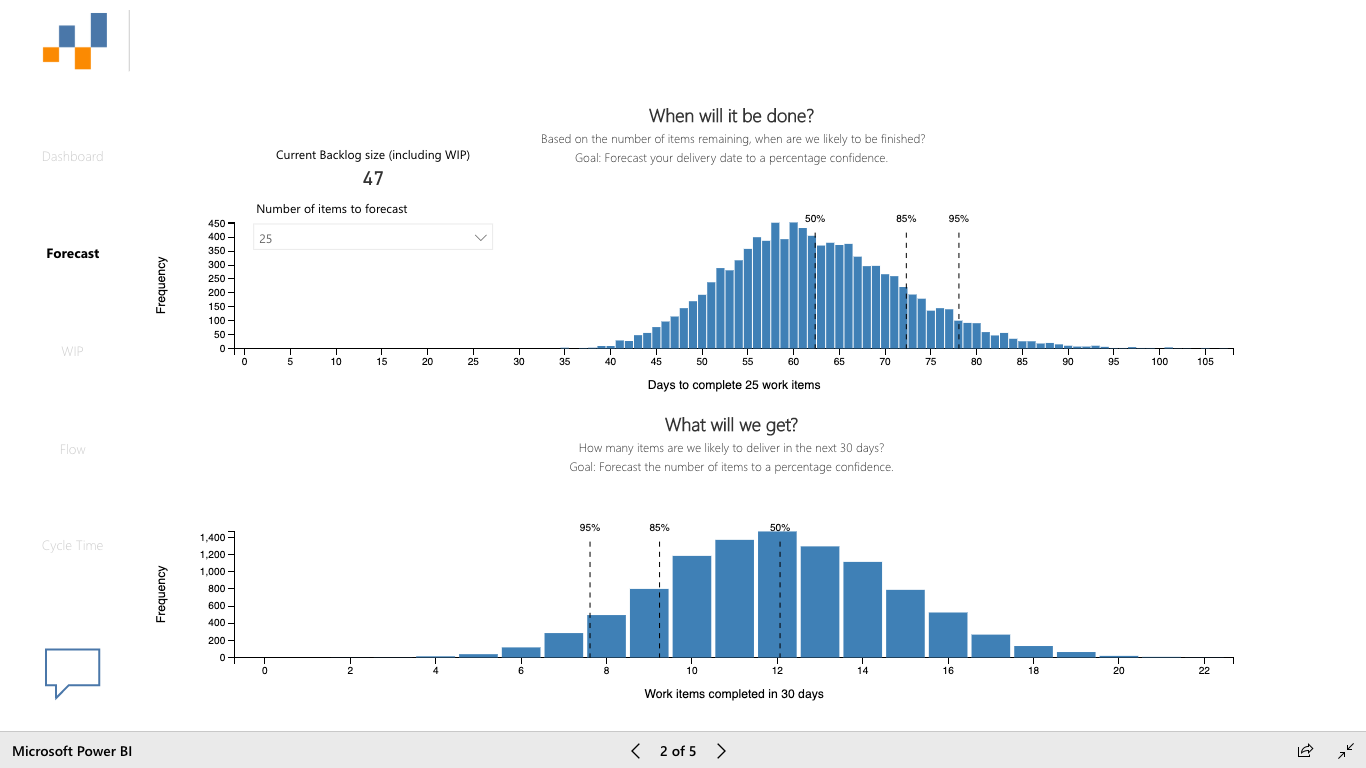 When will it be done?
Based on the number of items remaining, when are we likely to be finished?
Goal: Forecast your delivery date to a percentage confidence.
Dashboard
Forecast
WIP
Flow
Cycle Time
Current Backlog size (including WIP)
47
Number of items to forecast
25
50% 85% 95%
450
400
350
300
250
200
150
100
50
0
Frequency
0 5 10 15 20 25 30 35 40 45 50 55 60 65 70 75 80 85 90 95 100 105
Days to complete 25 work items
What will we get?
How many items are we likely to deliver in the next 30 days?
Goal: Forecast the number of items to a percentage confidence.
95% 85% 50%
1,400
1,200
1,000
800
600
400
200
0
Frequency
0 2 4 6 8 10 12 14 16 18 20 22
Work items completed in 30 days
Microsoft Power BI
2 of 5